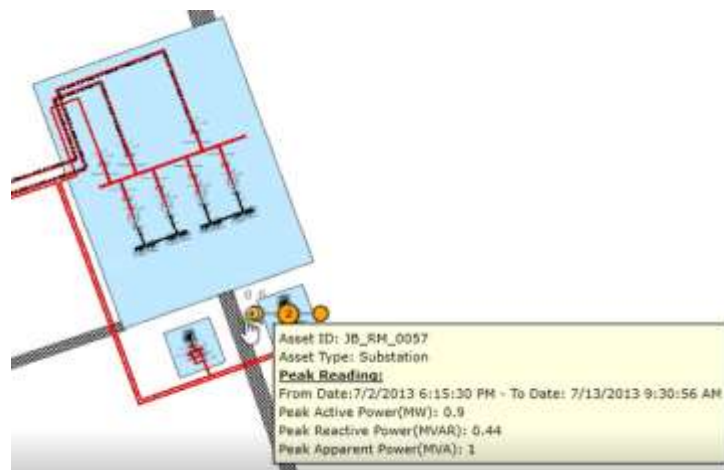 Asset ID: JB_RM_0057
Asset Type: Substation
Peak Reading:
From Date:7/2/2013 6:15:30 PM - To Date: 7/13/2013 9:30:56 AM
Peak Active Power(MW): 0.9
Peak Reactive Power(MVAR): 0.44
Peak Apparent Power(MVA): 1